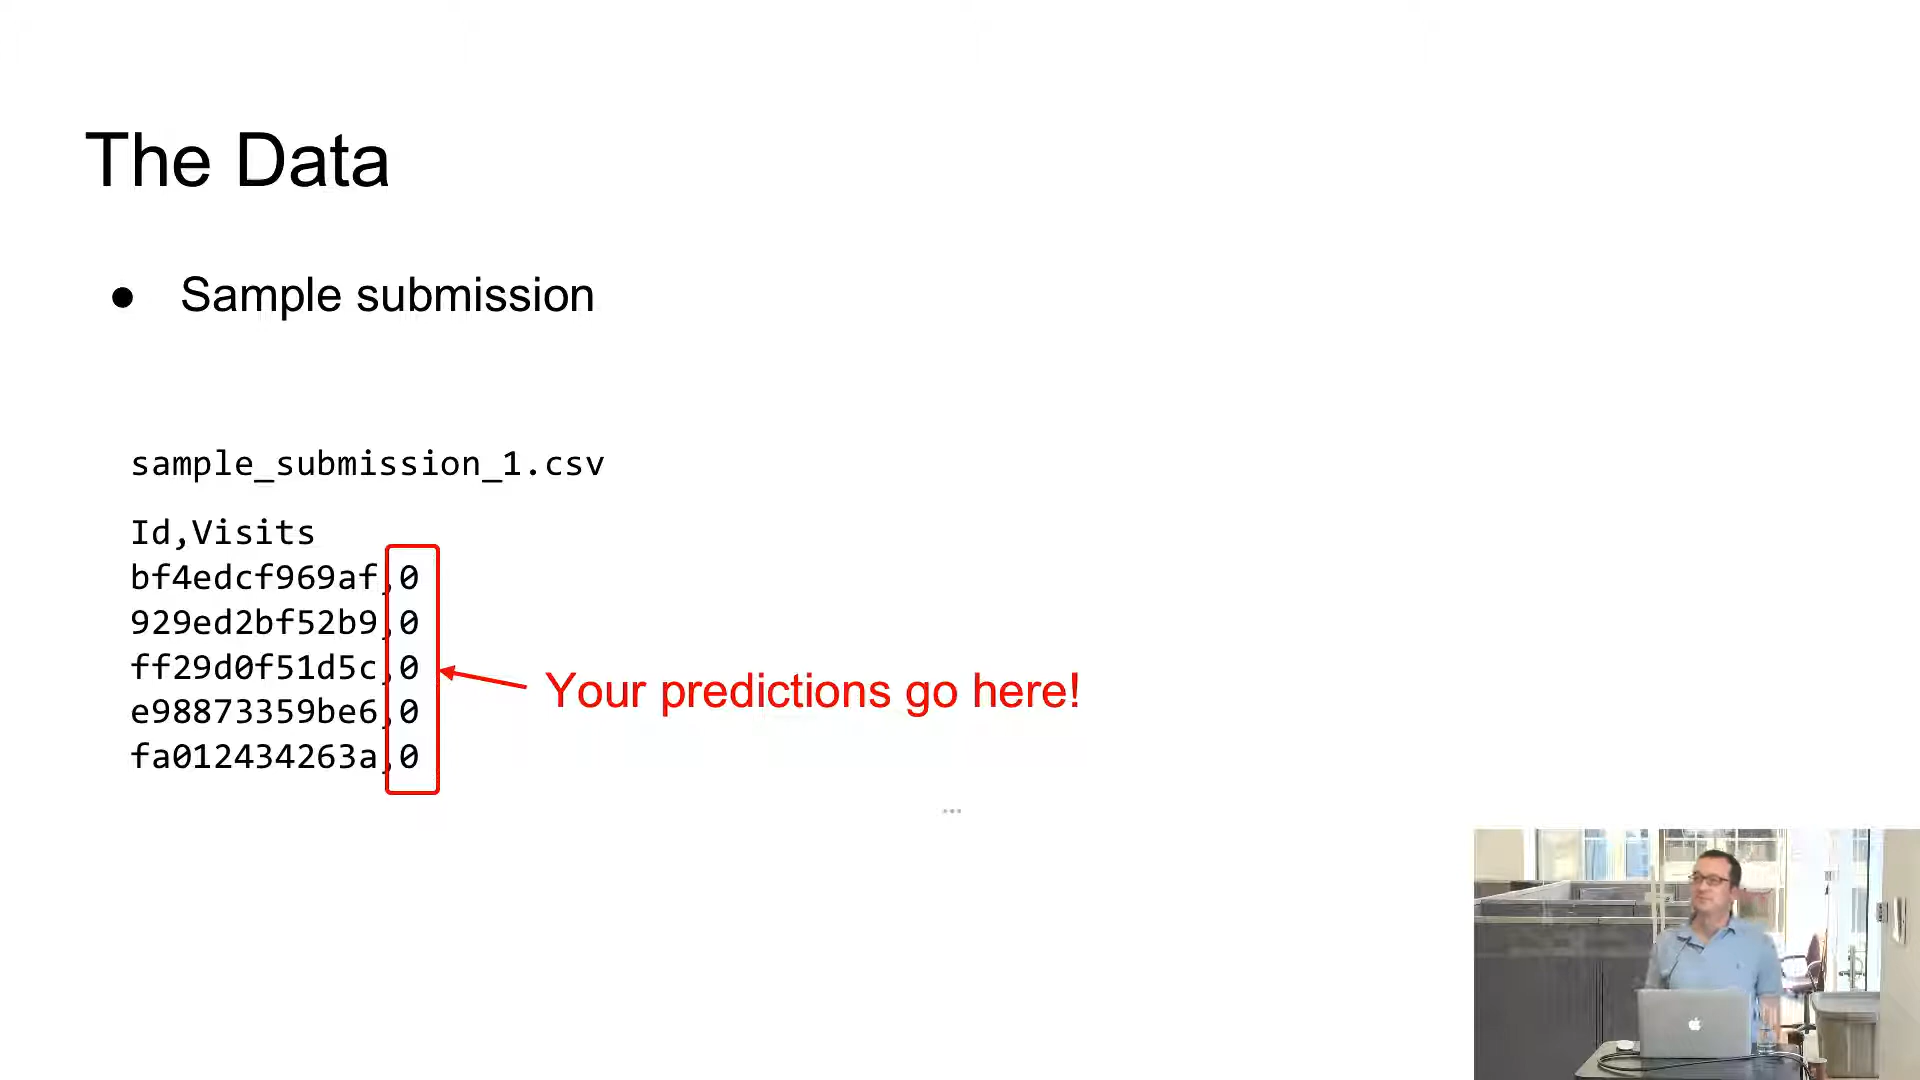 The Data
● Sample submission
sample_submission_1.csv
Id,Visits
bf4edcf969af,0
929ed2bf52b9,0
ff29d0f51d5c,0
e98873359be6,0
fa012434263a,0
Your predictions go here!
...